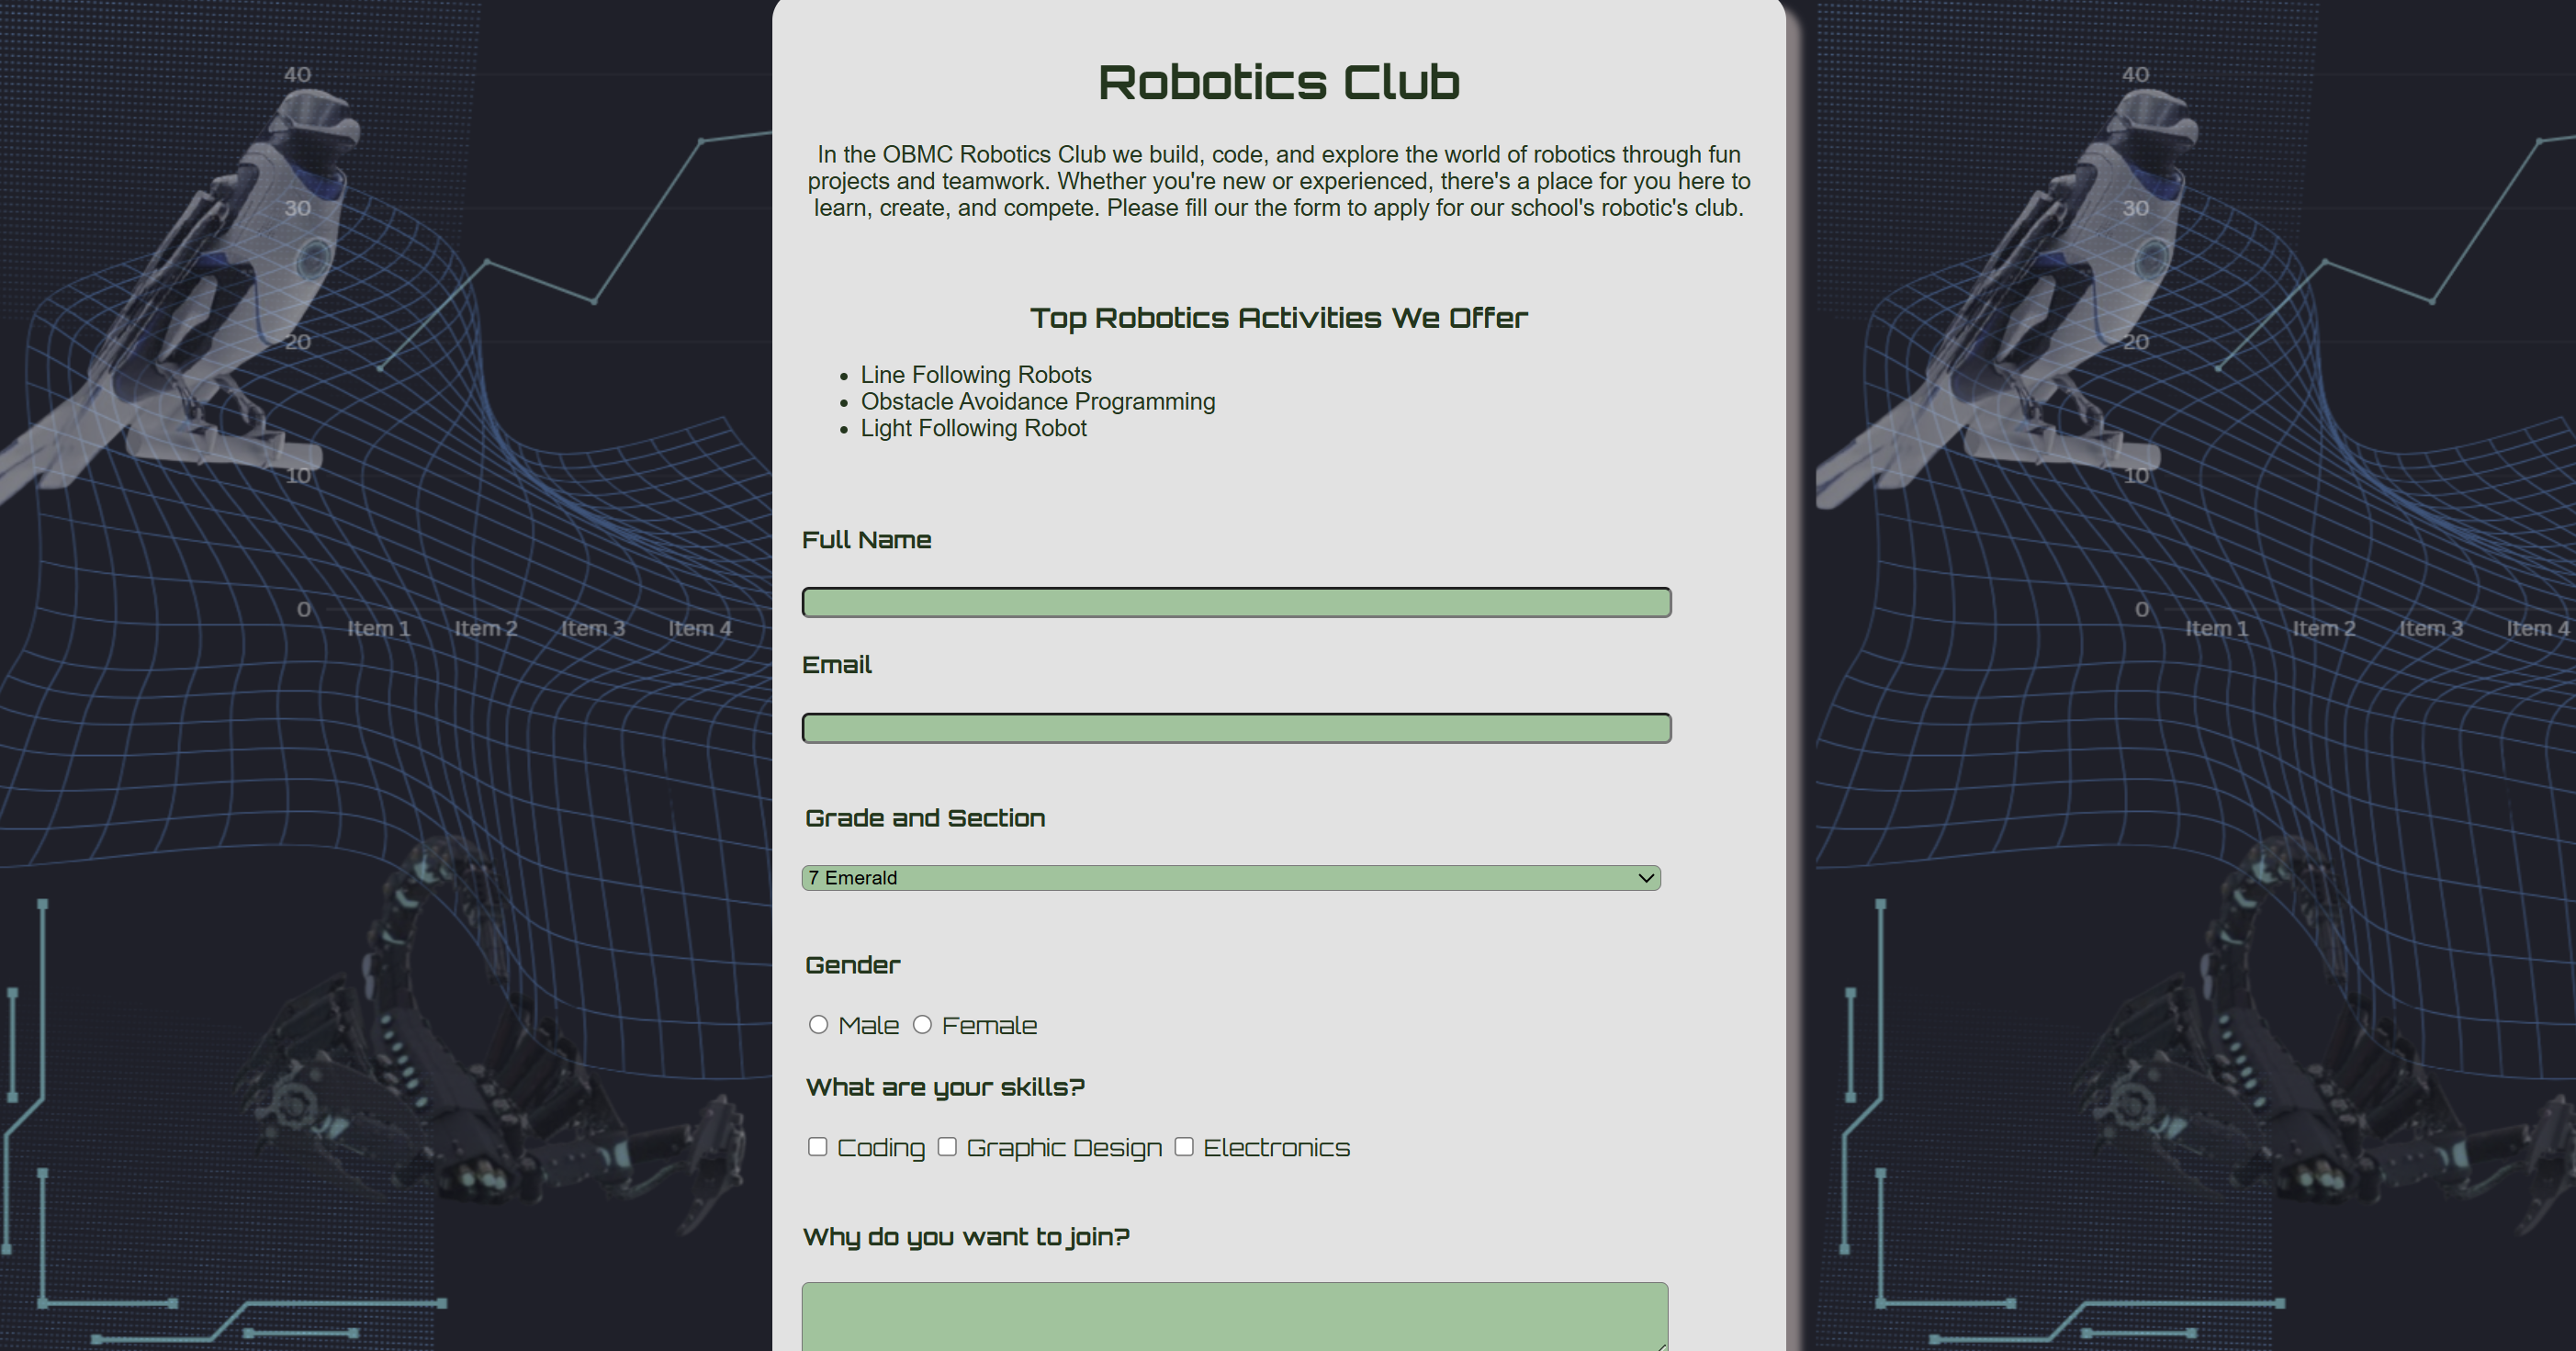 Robotics Club
In the OBMC Robotics Club we build, code, and explore the world of robotics through fun
projects and teamwork. Whether you're new or experienced, there's a place for you here to
learn, create, and compete. Please fill our the form to apply for our school's robotic's club.
Top Robotics Activities We Offer
Line Following Robots
Obstacle Avoidance Programming
Light Following Robot
Full Name
Email
Grade and Section
7 Emerald
Gender
Male Female
What are your skills?
Coding Graphic Design Electronics
Why do you want to join?
40
30
20
10
0
Item 1 Item 2 Item 3 Item 4
40
30
20
10
0
Item 1 Item 2 Item 3 Item 4